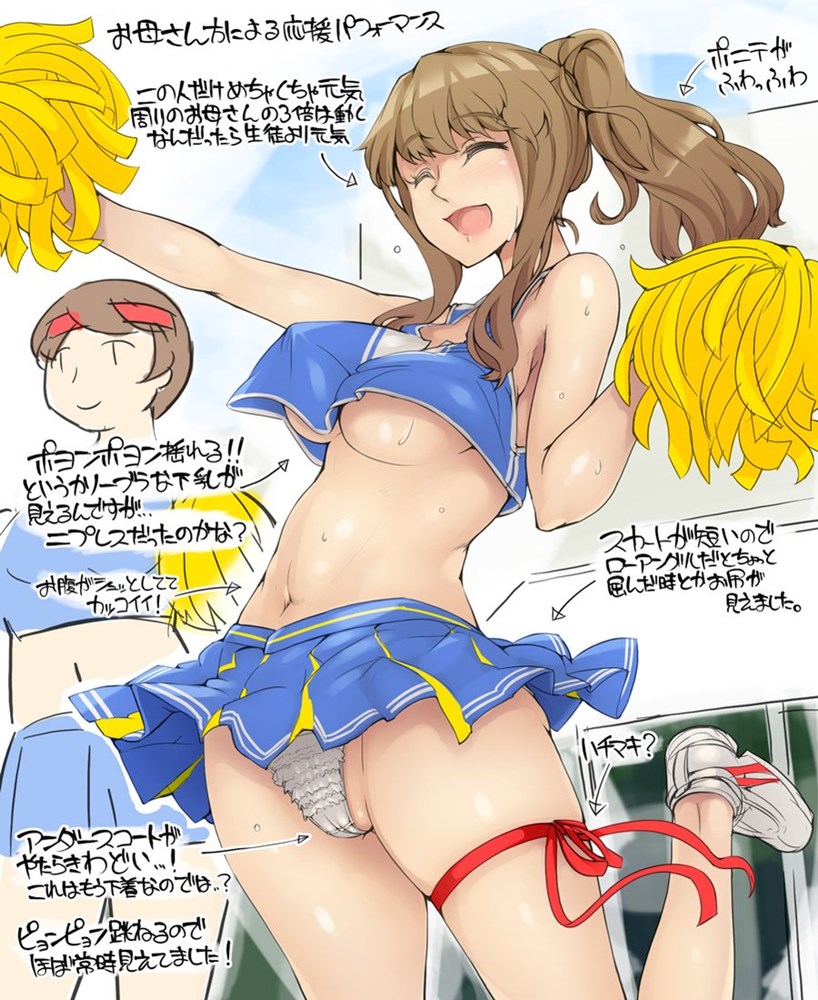 お母さん方による応援パフォーマンス
この人だけめちゃくちゃ元気
周りのお母さんの3倍は動く
なんだったら生徒より元気
ポニテが
ふわっふわ
ポヨンポヨン揺れる!!
というかノーブラな下乳が
見えるんですが…
ニプレスだったのかな?
お腹がシュッとしてて
カッコイイ!
スカートが短いので
ローアングルだとちょっと
屈んだ時とかお尻が
見えました。
ハチマキ?
アンダースコートが
やたらきわどい…!
これはもう下着なのでは…?
ピョンピョン跳ねるので
ほぼ常時見えてました!